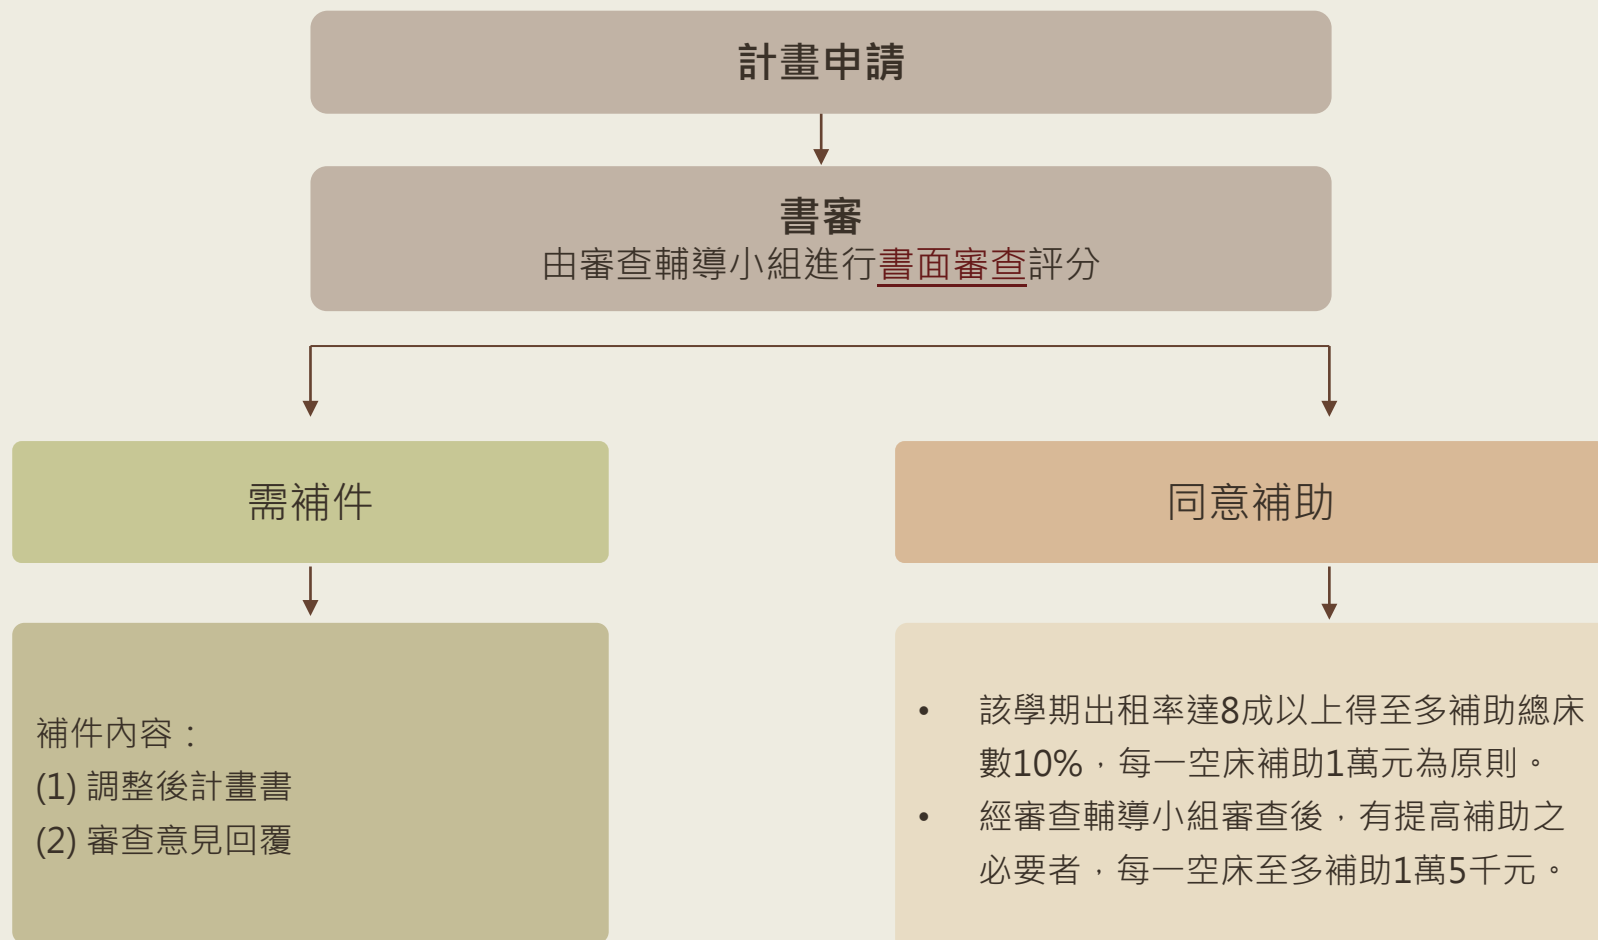 計畫申請
書審
由審查輔導小組進行書面審查評分
需補件
同意補助
補件內容：
(1) 調整後計畫書
(2) 審查意見回覆
• 該學期出租率達8成以上得至多補助總床
數10%，每一空床補助1萬元為原則。
• 經審查輔導小組審查後，有提高補助之
必要者，每一空床至多補助1萬5千元。